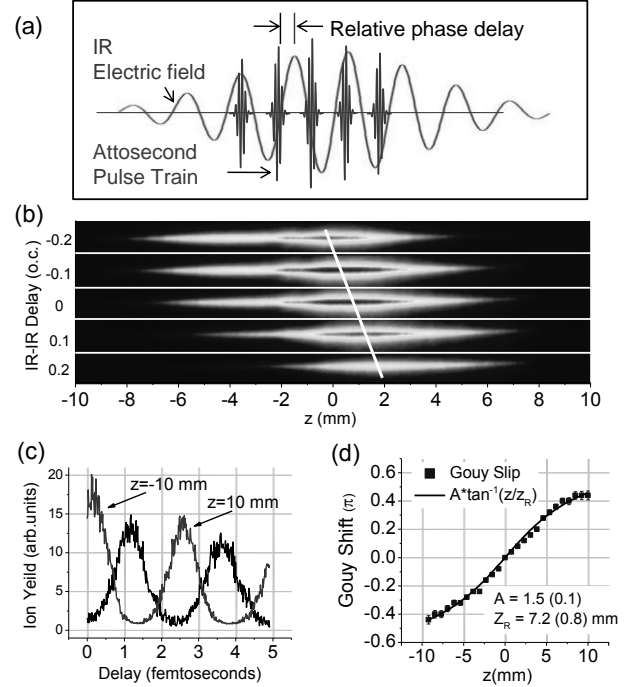 (a)
Relative phase delay
IR
Electric field
Attosecond
Pulse Train
(b)
IR-IR Delay (o.c.)
-0.2
-0.1
0
0.1
0.2
-10 -8 -6 -4 -2 0 2 4 6 8 10
z (mm)
(c)
Ion Yeild (arb.units)
20
15
10
5
0
z=-10 mm
z=10 mm
0 1 2 3 4 5
Delay (femtoseconds)
(d)
Gouy Shift (π)
0.6
0.4
0.2
0.0
-0.2
-0.4
-0.6
Gouy Slip
A*tan⁻¹(z/z_R)
A = 1.5 (0.1)
Z_R = 7.2 (0.8) mm
-10 -5 0 5 10
z(mm)